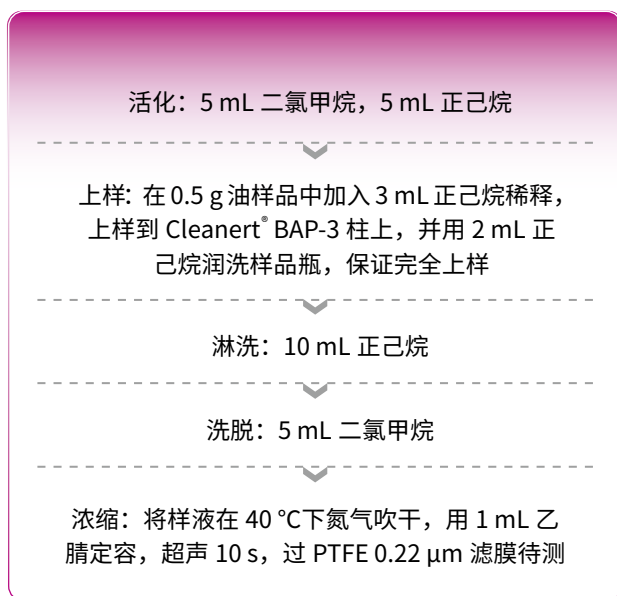 活化：5 mL 二氯甲烷，5 mL 正己烷
上样：在 0.5 g 油样品中加入 3 mL 正己烷稀释，
上样到 Cleanert® BAP-3 柱上，并用 2 mL 正
己烷润洗样品瓶，保证完全上样
淋洗：10 mL 正己烷
洗脱：5 mL 二氯甲烷
浓缩：将样液在 40 °C下氮气吹干，用 1 mL 乙
腈定容，超声 10 s，过 PTFE 0.22 μm 滤膜待测